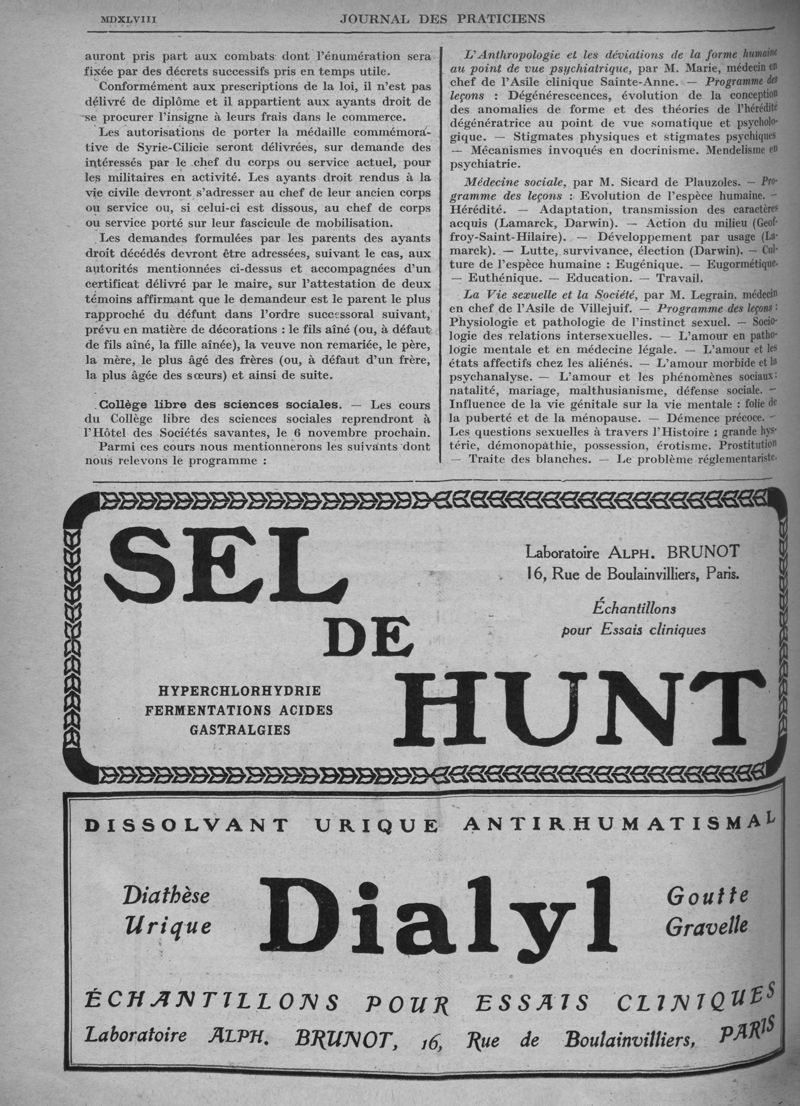 MDXLVIII
JOURNAL DES PRATICIENS
auront pris part aux combats dont l'énumération sera
fixée par des décrets successifs pris en temps utile.
Conformément aux prescriptions de la loi, il n'est pas
délivré de diplôme et il appartient aux ayants droit de
se procurer l'insigne à leurs frais dans le commerce.
Les autorisations de porter la médaille commémora-
tive de Syrie-Cilicie seront délivrées, sur demande des
intéressés par le chef du corps ou service actuel, pour
les militaires en activité. Les ayants droit rendus à la
vie civile devront s'adresser au chef de leur ancien corps
ou service ou, si celui-ci est dissous, au chef de corps
ou service porté sur leur fascicule de mobilisation.
Les demandes formulées par les parents des ayants
droit décédés devront être adressées, suivant le cas, aux
autorités mentionnées ci-dessus et accompagnées d'un
certificat délivré par le maire, sur l'attestation de deux
témoins affirmant que le demandeur est le parent le plus
rapproché du défunt dans l'ordre successoral suivant,
prévu en matière de décorations : le fils aîné (ou, à défaut
de fils aîné, la fille aînée), la veuve non remariée, le père,
la mère, le plus âgé des frères (ou, à défaut d'un frère,
la plus âgée des sœurs) et ainsi de suite.
Collège libre des sciences sociales. — Les cours
du Collège libre des sciences sociales reprendront à
l'Hôtel des Sociétés savantes, le 6 novembre prochain.
Parmi ces cours nous mentionnerons les suivants dont
nous relevons le programme :
L'Anthropologie et les déviations de la forme humaine
au point de vue psychiatrique, par M. Marie, médecin en
chef de l'Asile clinique Sainte-Anne. — Programme des
leçons : Dégénérescences, évolution de la conception
des anomalies de forme et des théories de l'hérédité
dégénératrice au point de vue somatique et psycholo-
gique. — Stigmates physiques et stigmates psychiques
— Mécanismes invoqués en docrinisme. Mendelisme en
psychiatrie.
Médecine sociale, par M. Sicard de Plauzoles. — Pro-
gramme des leçons : Evolution de l'espèce humaine. —
Hérédité. — Adaptation, transmission des caractères
acquis (Lamarck, Darwin). — Action du milieu (Geof-
froy-Saint-Hilaire). — Développement par usage (La-
marck). — Lutte, survivance, élection (Darwin). — Cul-
ture de l'espèce humaine : Eugénique. — Eugormétique.
— Euthénique. — Education. — Travail.
La Vie sexuelle et la Société, par M. Legrain, médecin
en chef de l'Asile de Villejuif. — Programme des leçons :
Physiologie et pathologie de l'instinct sexuel. — Socio-
logie des relations intersexuelles. — L'amour en patho-
logie mentale et en médecine légale. — L'amour et les
états affectifs chez les aliénés. — L'amour morbide et la
psychanalyse. — L'amour et les phénomènes sociaux :
natalité, mariage, malthusianisme, défense sociale. —
Influence de la vie génitale sur la vie mentale : folie de
la puberté et de la ménopause. — Démence précoce. —
Les questions sexuelles à travers l'Histoire : grande hys-
térie, démonopathie, possession, érotisme. Prostitution
— Traite des blanches. — Le problème réglementariste.
SEL
DE
HUNT
Laboratoire ALPH. BRUNOT
16, Rue de Boulainvilliers, Paris.
Échantillons
pour Essais cliniques
HYPERCHLORHYDRIE
FERMENTATIONS ACIDES
GASTRALGIES
DISSOLVANT URIQUE ANTIRHUMATISMAL
Diathèse
Urique
Dialyl
Goutte
Gravelle
ÉCHANTILLONS POUR ESSAIS CLINIQUES
Laboratoire ALPH. BRUNOT, 16, Rue de Boulainvilliers, PARIS